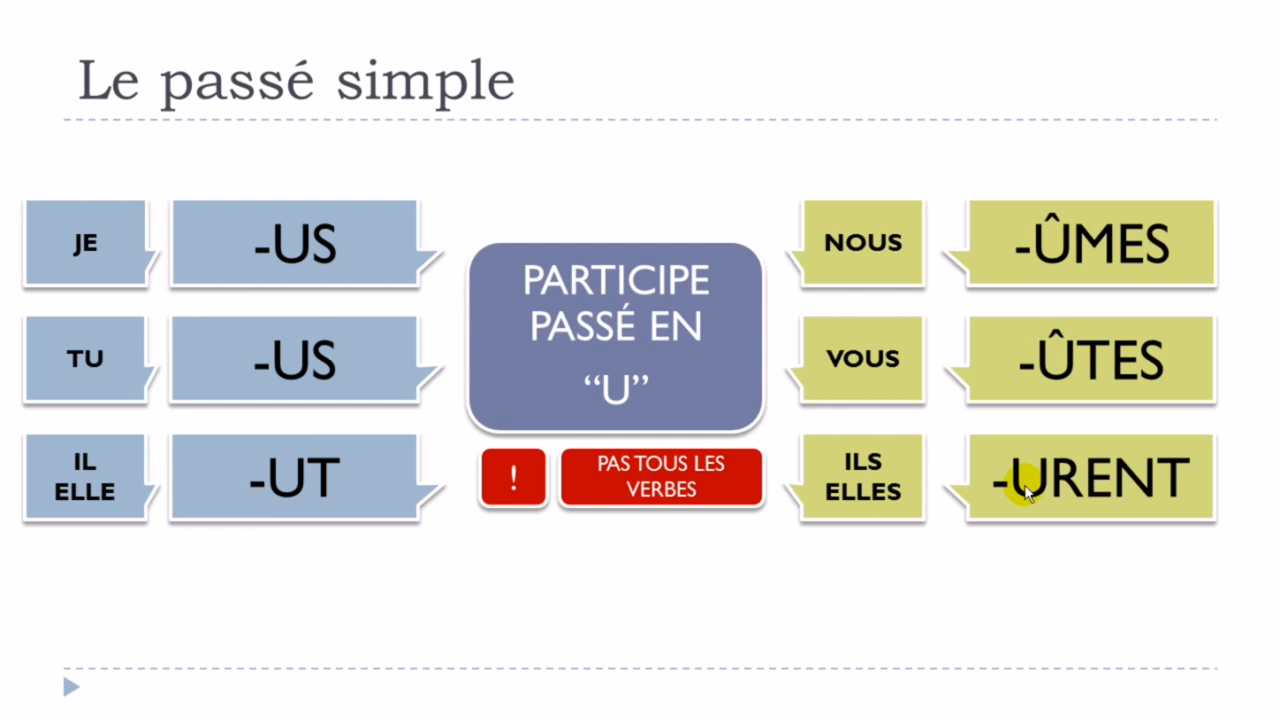 Le passé simple
JE
-US
TU
-US
IL
ELLE
-UT
PARTICIPE
PASSÉ EN
“U”
!
PAS TOUS LES
VERBES
NOUS
-ÛMES
VOUS
-ÛTES
ILS
ELLES
-URENT